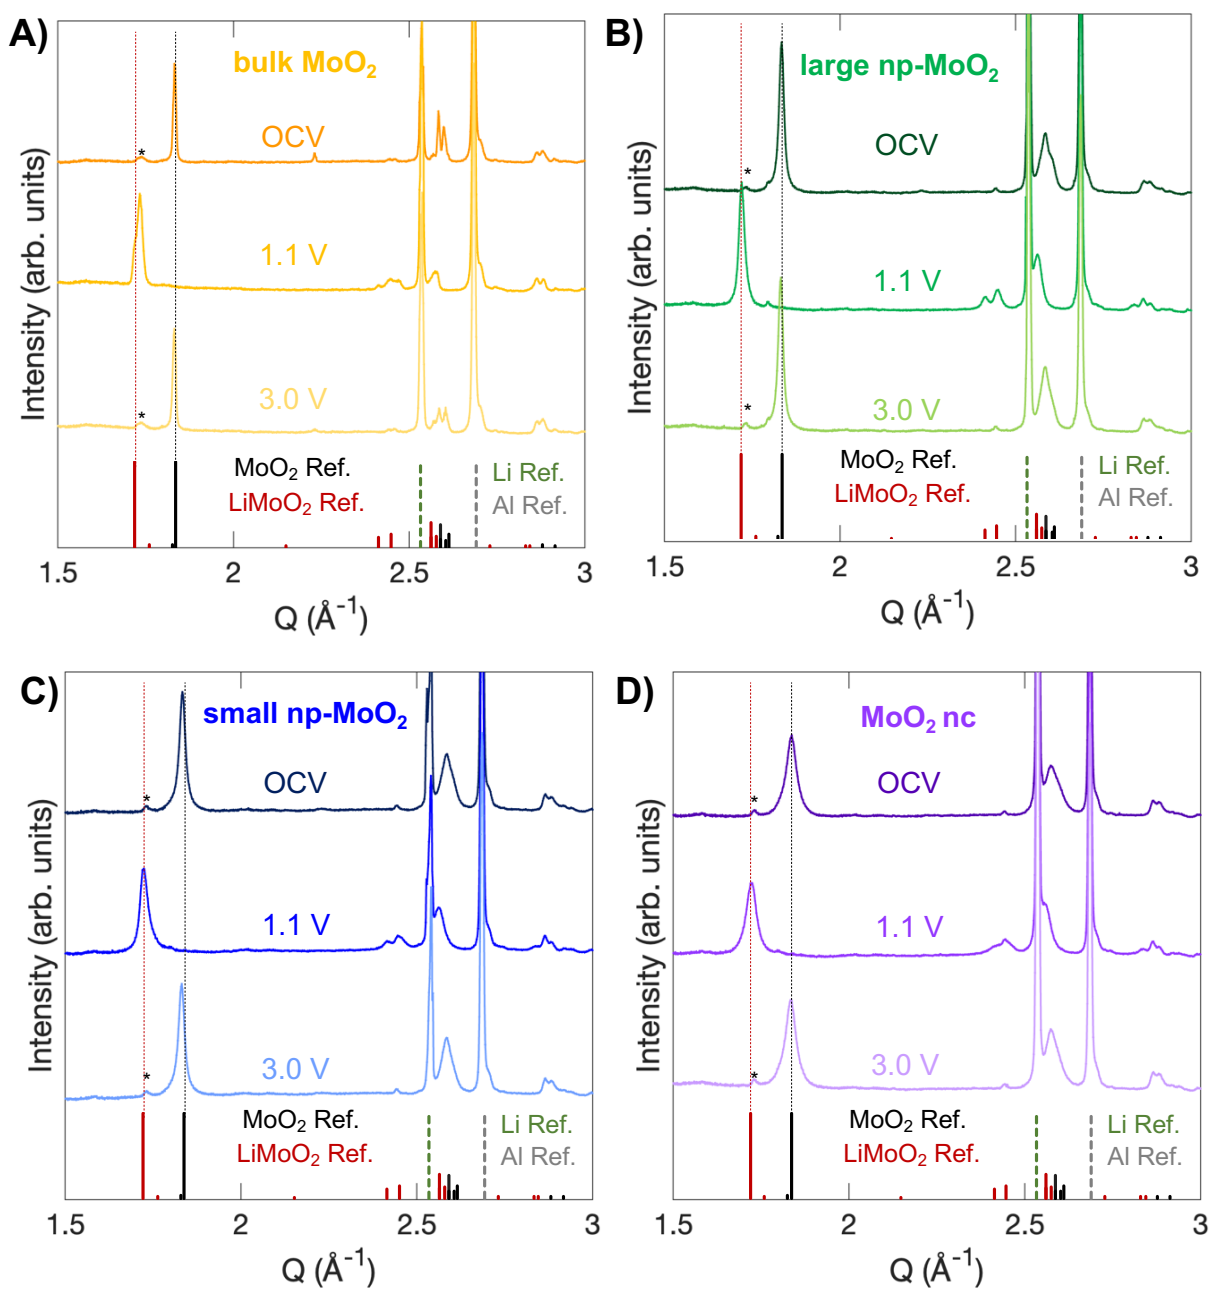 A)
bulk MoO₂
OCV
*
1.1 V
3.0 V
*
MoO₂ Ref.
LiMoO₂ Ref.
Li Ref.
Al Ref.
Intensity (arb. units)
1.5
2
2.5
3
Q (Å⁻¹)
B)
large np-MoO₂
OCV
*
1.1 V
3.0 V
*
MoO₂ Ref.
LiMoO₂ Ref.
Li Ref.
Al Ref.
Intensity (arb. units)
1.5
2
2.5
3
Q (Å⁻¹)
C)
small np-MoO₂
OCV
*
1.1 V
3.0 V
*
MoO₂ Ref.
LiMoO₂ Ref.
Li Ref.
Al Ref.
Intensity (arb. units)
1.5
2
2.5
3
Q (Å⁻¹)
D)
MoO₂ nc
OCV
*
1.1 V
3.0 V
*
MoO₂ Ref.
LiMoO₂ Ref.
Li Ref.
Al Ref.
Intensity (arb. units)
1.5
2
2.5
3
Q (Å⁻¹)